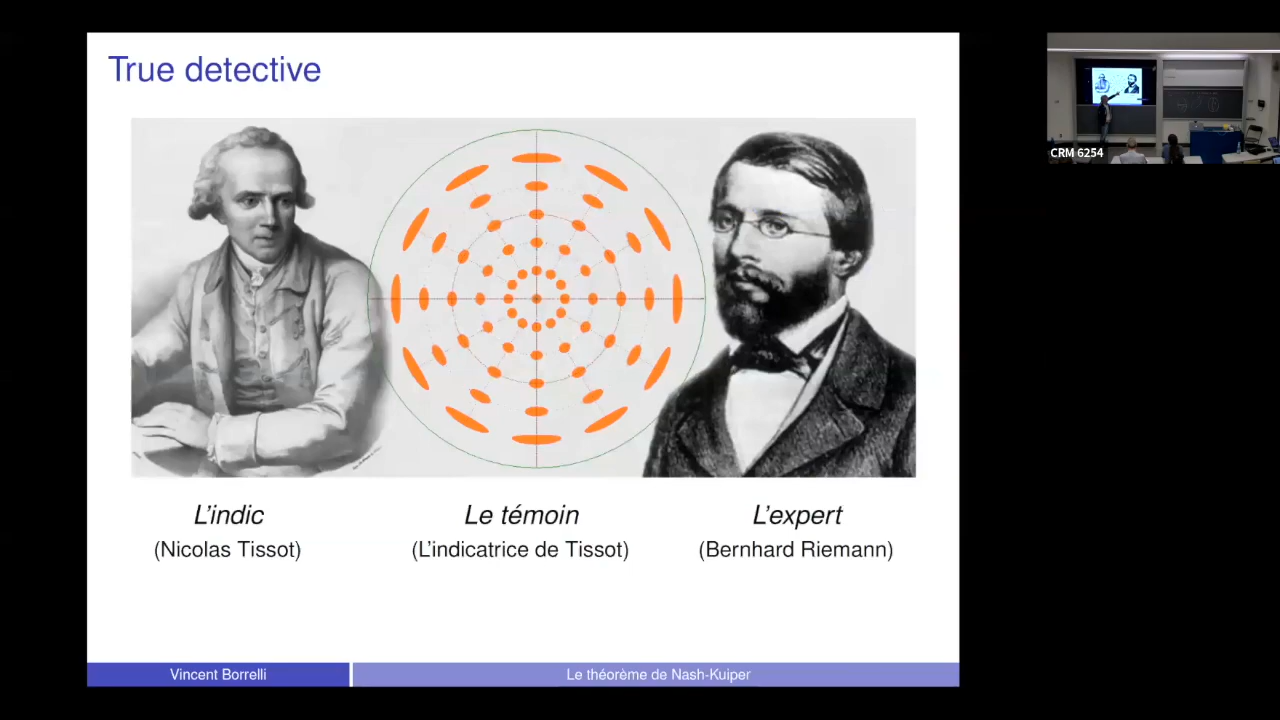 True detective
CRM 6254
L'indic
Le témoin
L'expert
(Nicolas Tissot)
(L'indicatrice de Tissot)
(Bernhard Riemann)
Vincent Borrelli
Le théorème de Nash-Kuiper